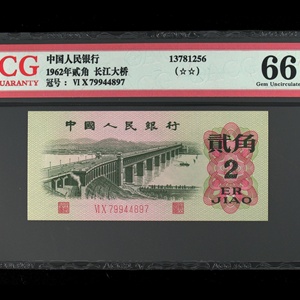 CG
GUARANTY
中国人民银行
1962年贰角 长江大桥
冠号： VI X 79944897
13781256
(☆☆)
66
Gem Uncirculated
中國人民銀行
貳角
2
ER
JIAO
VI X 79944897